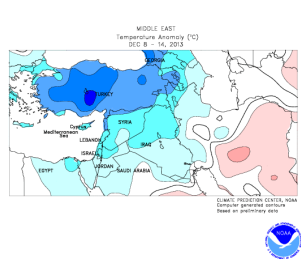 MIDDLE EAST
Temperature Anomaly (°C)
DEC 8 - 14, 2013
GEORGIA
TURKEY
Cyprus
Mediterranean
Sea
SYRIA
LEBANON
IRAQ
ISRAEL
JORDAN
EGYPT
SAUDI ARABIA
CLIMATE PREDICTION CENTER, NOAA
Computer generated contours
Based on preliminary data
NOAA